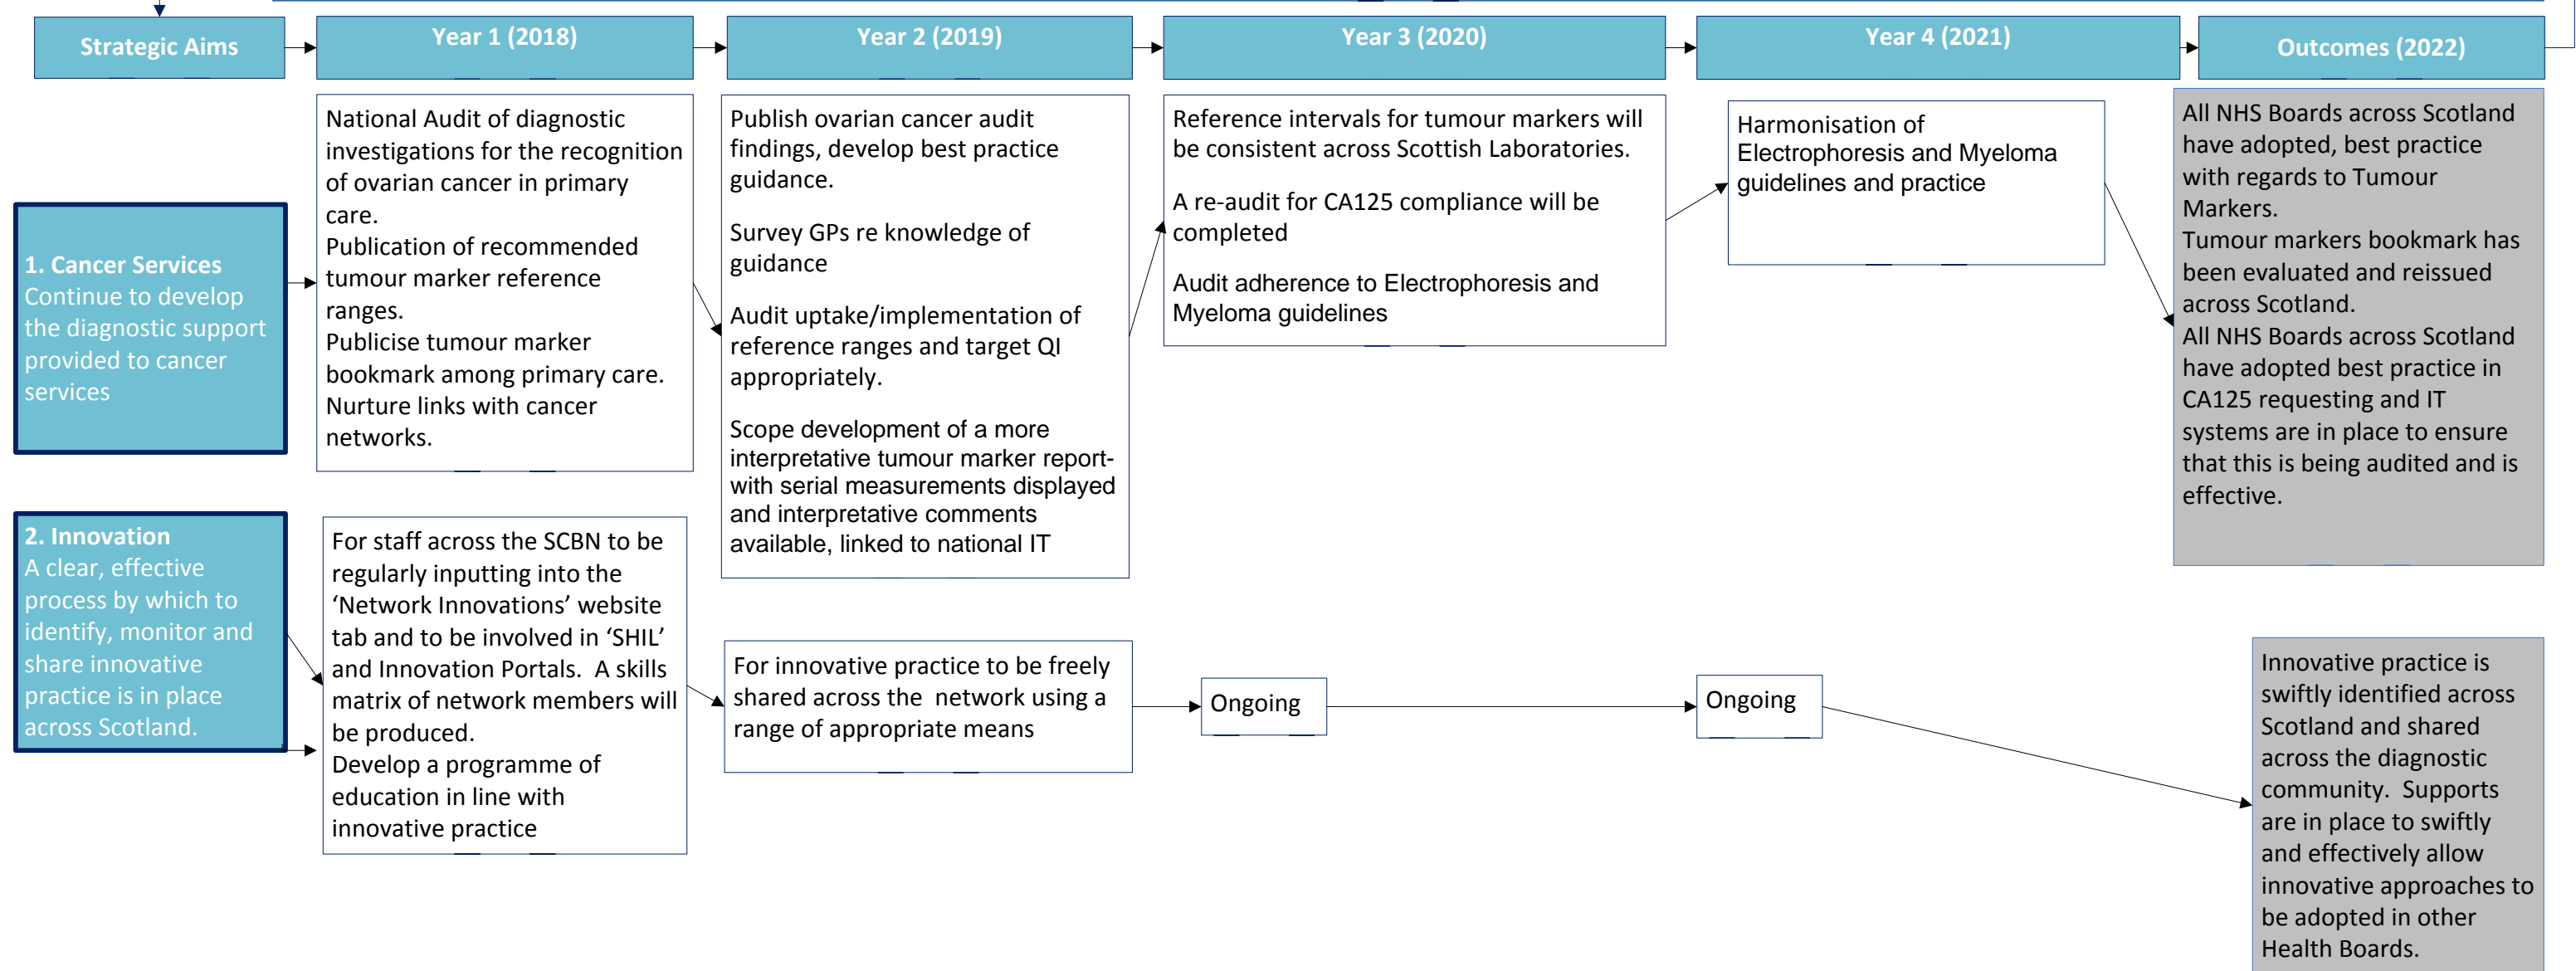 Strategic Aims
Year 1 (2018)
Year 2 (2019)
Year 3 (2020)
Year 4 (2021)
Outcomes (2022)
1. Cancer Services
Continue to develop
the diagnostic support
provided to cancer
services
National Audit of diagnostic
investigations for the recognition
of ovarian cancer in primary
care.
Publication of recommended
tumour marker reference
ranges.
Publicise tumour marker
bookmark among primary care.
Nurture links with cancer
networks.
Publish ovarian cancer audit
findings, develop best practice
guidance.
Survey GPs re knowledge of
guidance
Audit uptake/implementation of
reference ranges and target QI
appropriately.
Scope development of a more
interpretative tumour marker report-
with serial measurements displayed
and interpretative comments
available, linked to national IT
Reference intervals for tumour markers will
be consistent across Scottish Laboratories.
A re-audit for CA125 compliance will be
completed
Audit adherence to Electrophoresis and
Myeloma guidelines
Harmonisation of
Electrophoresis and Myeloma
guidelines and practice
All NHS Boards across Scotland
have adopted, best practice
with regards to Tumour
Markers.
Tumour markers bookmark has
been evaluated and reissued
across Scotland.
All NHS Boards across Scotland
have adopted best practice in
CA125 requesting and IT
systems are in place to ensure
that this is being audited and is
effective.
2. Innovation
A clear, effective
process by which to
identify, monitor and
share innovative
practice is in place
across Scotland.
For staff across the SCBN to be
regularly inputting into the
‘Network Innovations’ website
tab and to be involved in ‘SHIL’
and Innovation Portals.  A skills
matrix of network members will
be produced.
Develop a programme of
education in line with
innovative practice
For innovative practice to be freely
shared across the  network using a
range of appropriate means
Ongoing
Ongoing
Innovative practice is
swiftly identified across
Scotland and shared
across the diagnostic
community.  Supports
are in place to swiftly
and effectively allow
innovative approaches to
be adopted in other
Health Boards.